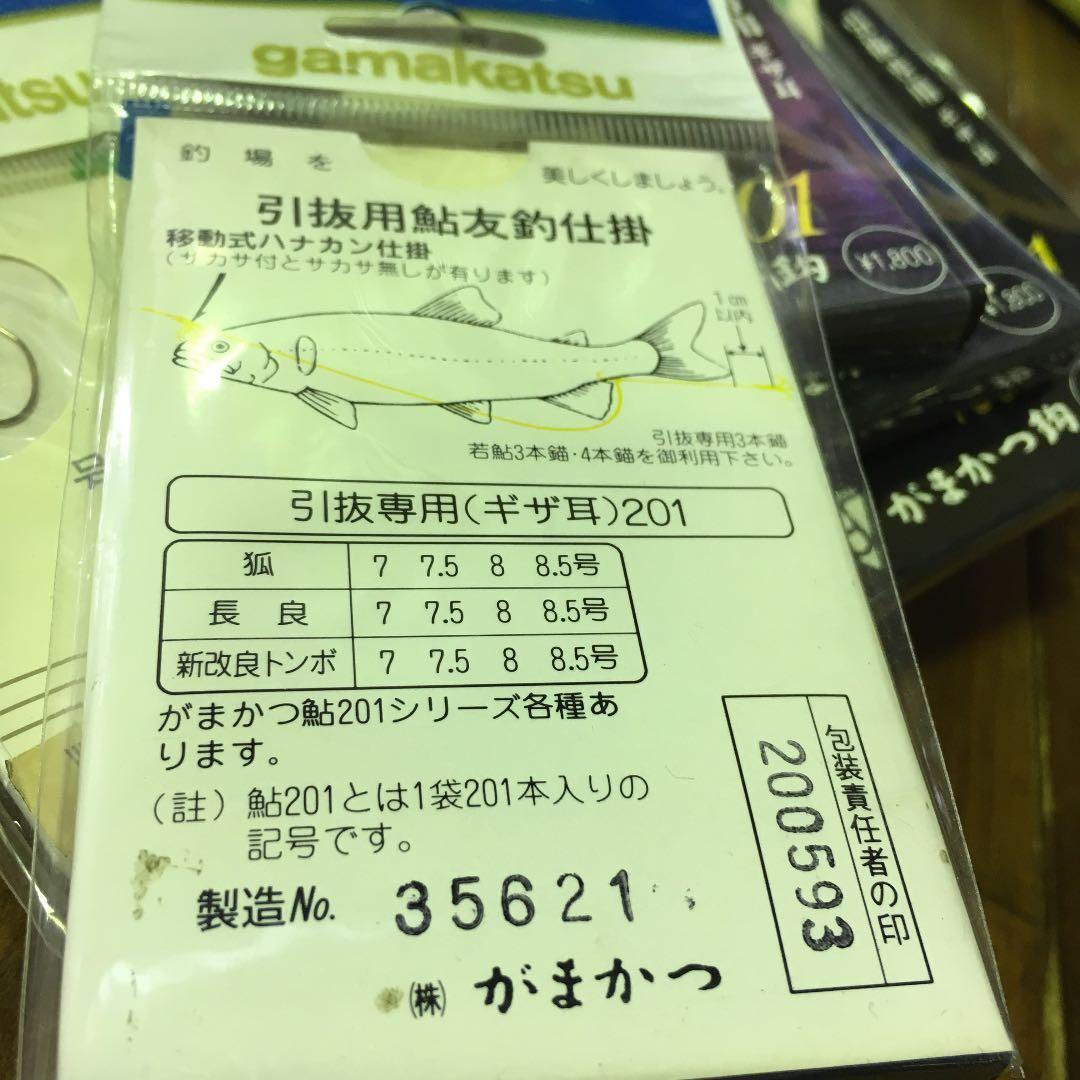 gamakatsu
釣場を
美しくしましょう。
引抜用鮎友釣仕掛
移動式ハナカン仕掛
(サカサ付とサカサ無しが有ります)
1cm
以内
引抜専用3本錨
若鮎3本錨・4本錨を御利用下さい。
引抜専用(ギザ耳)201
狐 7 7.5 8 8.5号
長良 7 7.5 8 8.5号
新改良トンボ 7 7.5 8 8.5号
がまかつ鮎201シリーズ各種あ
ります。
(註)鮎201とは1袋201本入りの
記号です。
製造No. 35621
㈱がまかつ
包装責任者の印
200593
tsu
01
¥1,800
¥1,800
がまかつ鈎